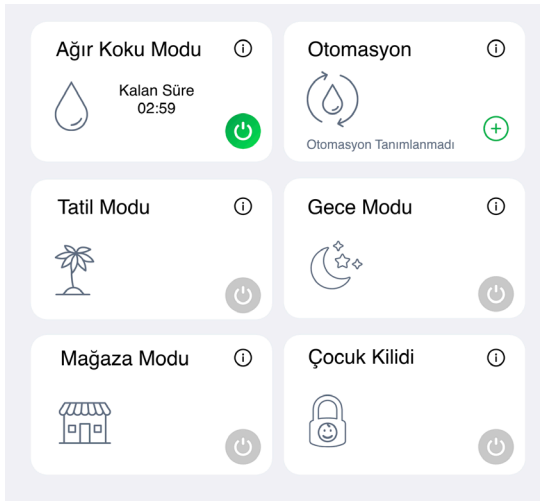 Ağır Koku Modu
Kalan Süre
02:59
Otomasyon
Otomasyon Tanımlanmadı
Tatil Modu
Gece Modu
Mağaza Modu
Çocuk Kilidi